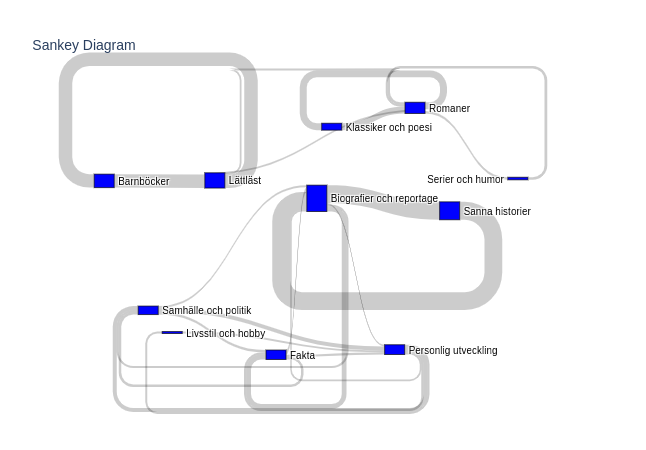 Sankey Diagram
Romaner
Klassiker och poesi
Serier och humor
Barnböcker
Lättläst
Biografier och reportage
Sanna historier
Samhälle och politik
Livsstil och hobby
Fakta
Personlig utveckling